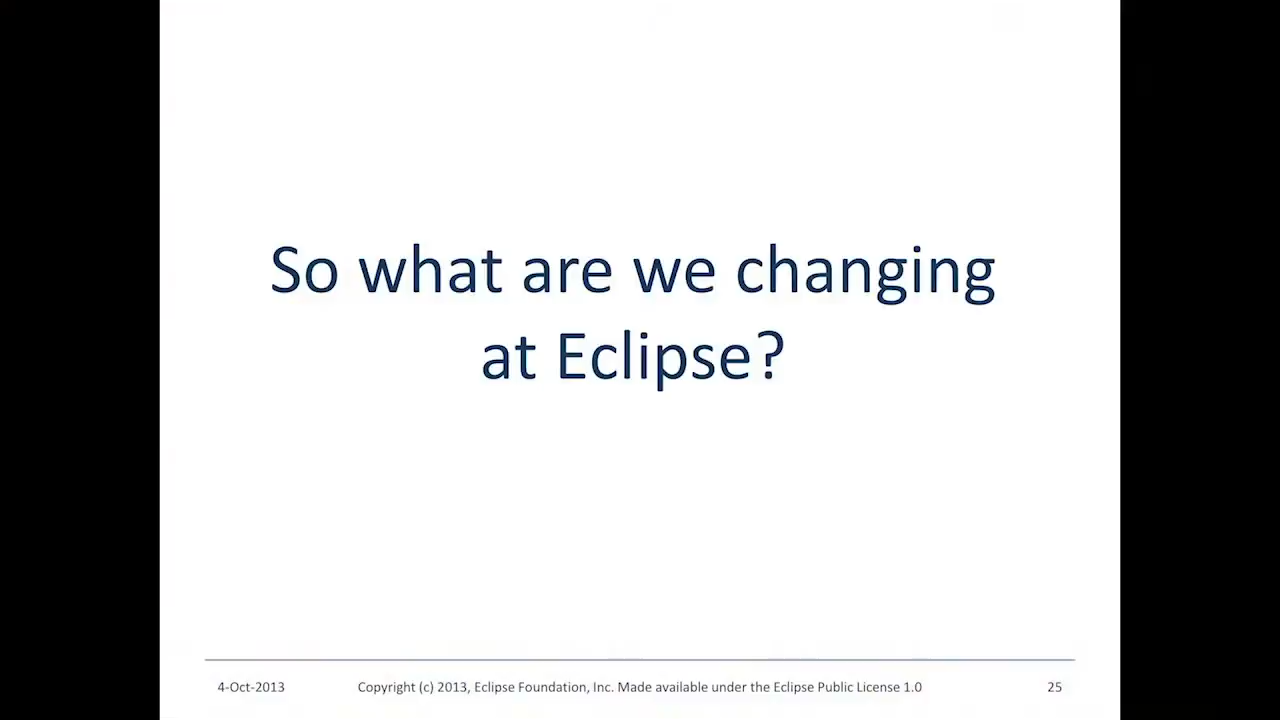 So what are we changing
at Eclipse?
4-Oct-2013
Copyright (c) 2013, Eclipse Foundation, Inc. Made available under the Eclipse Public License 1.0
25